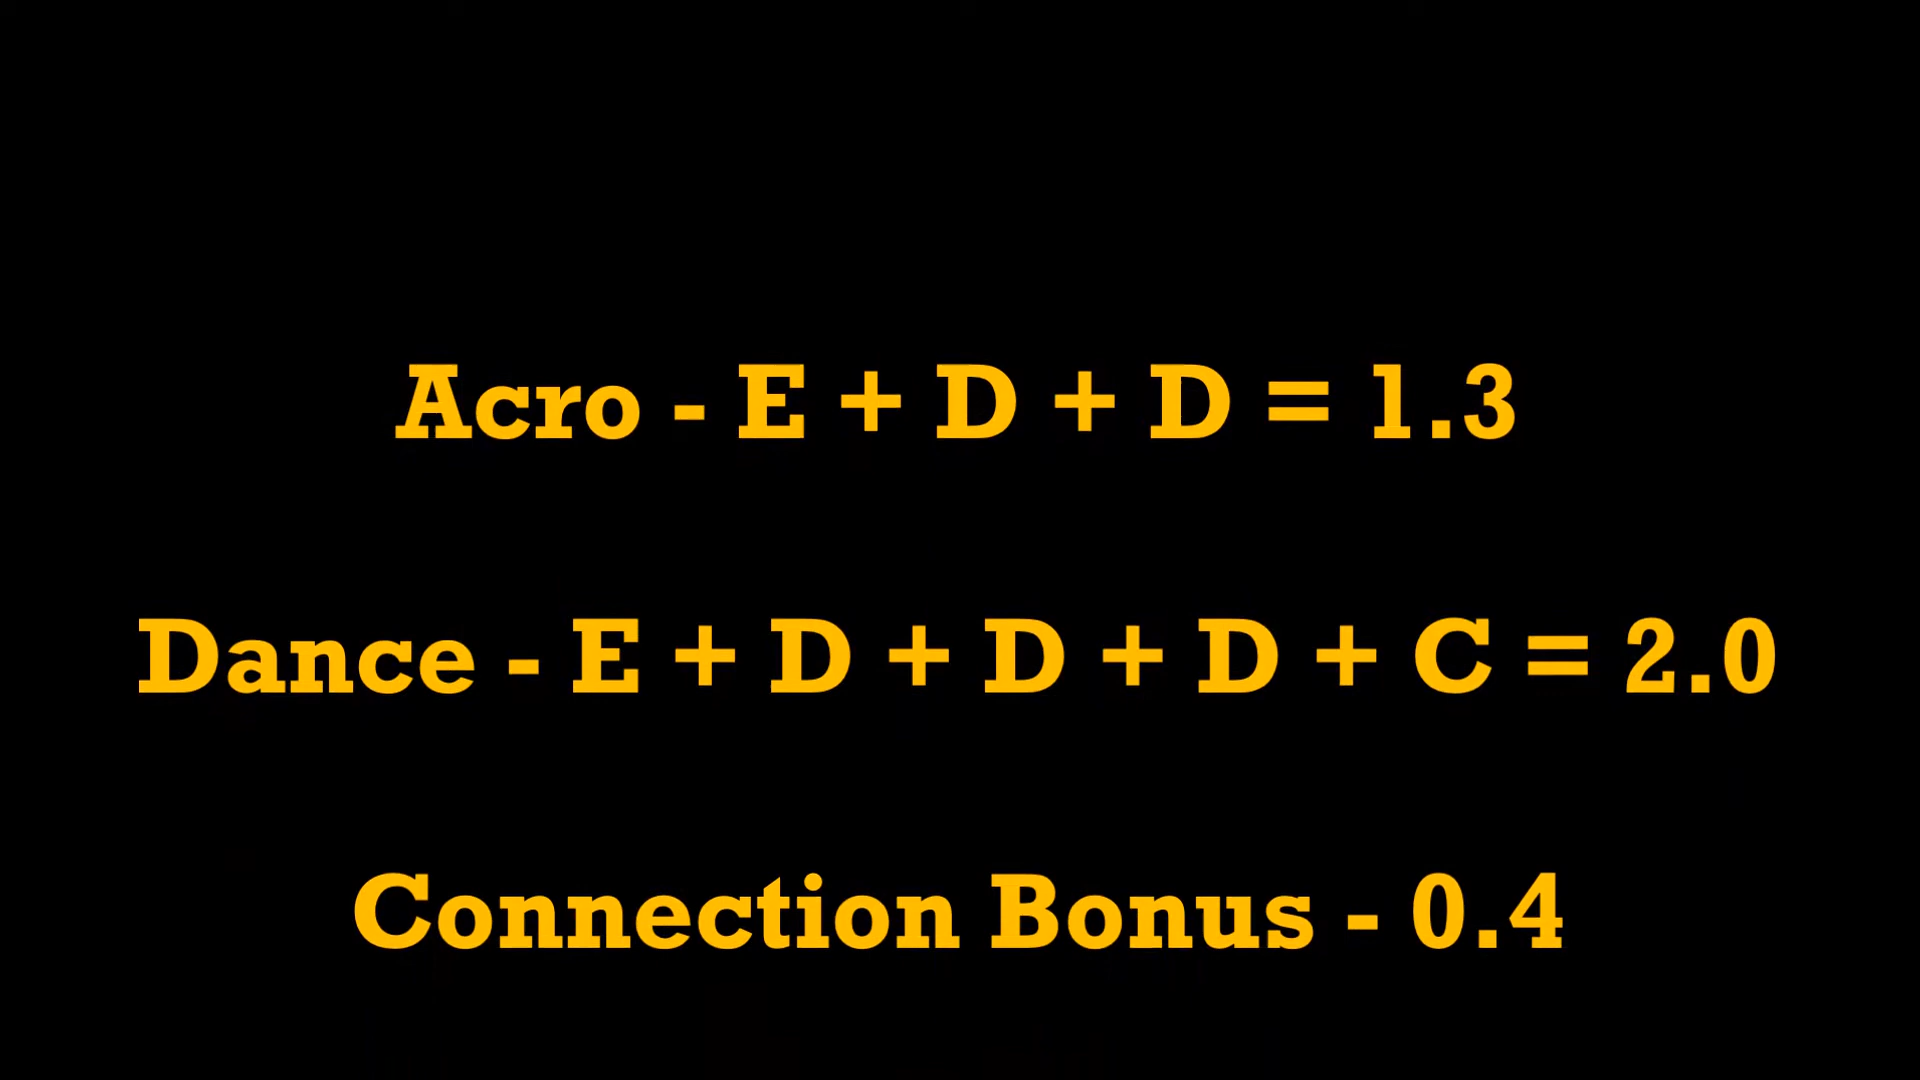 Acro - E + D + D = 1.3
Dance - E + D + D + D + C = 2.0
Connection Bonus - 0.4